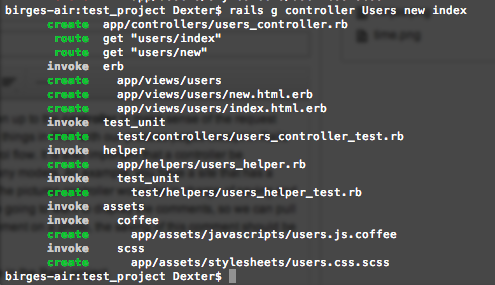 birges-air:test_project Dexter$ rails g controller Users new index
create app/controllers/users_controller.rb
route get "users/index"
route get "users/new"
invoke erb
create app/views/users
create app/views/users/new.html.erb
create app/views/users/index.html.erb
invoke test_unit
create test/controllers/users_controller_test.rb
invoke helper
create app/helpers/users_helper.rb
invoke test_unit
create test/helpers/users_helper_test.rb
invoke assets
invoke coffee
create app/assets/javascripts/users.js.coffee
invoke scss
create app/assets/stylesheets/users.css.scss
birges-air:test_project Dexter$